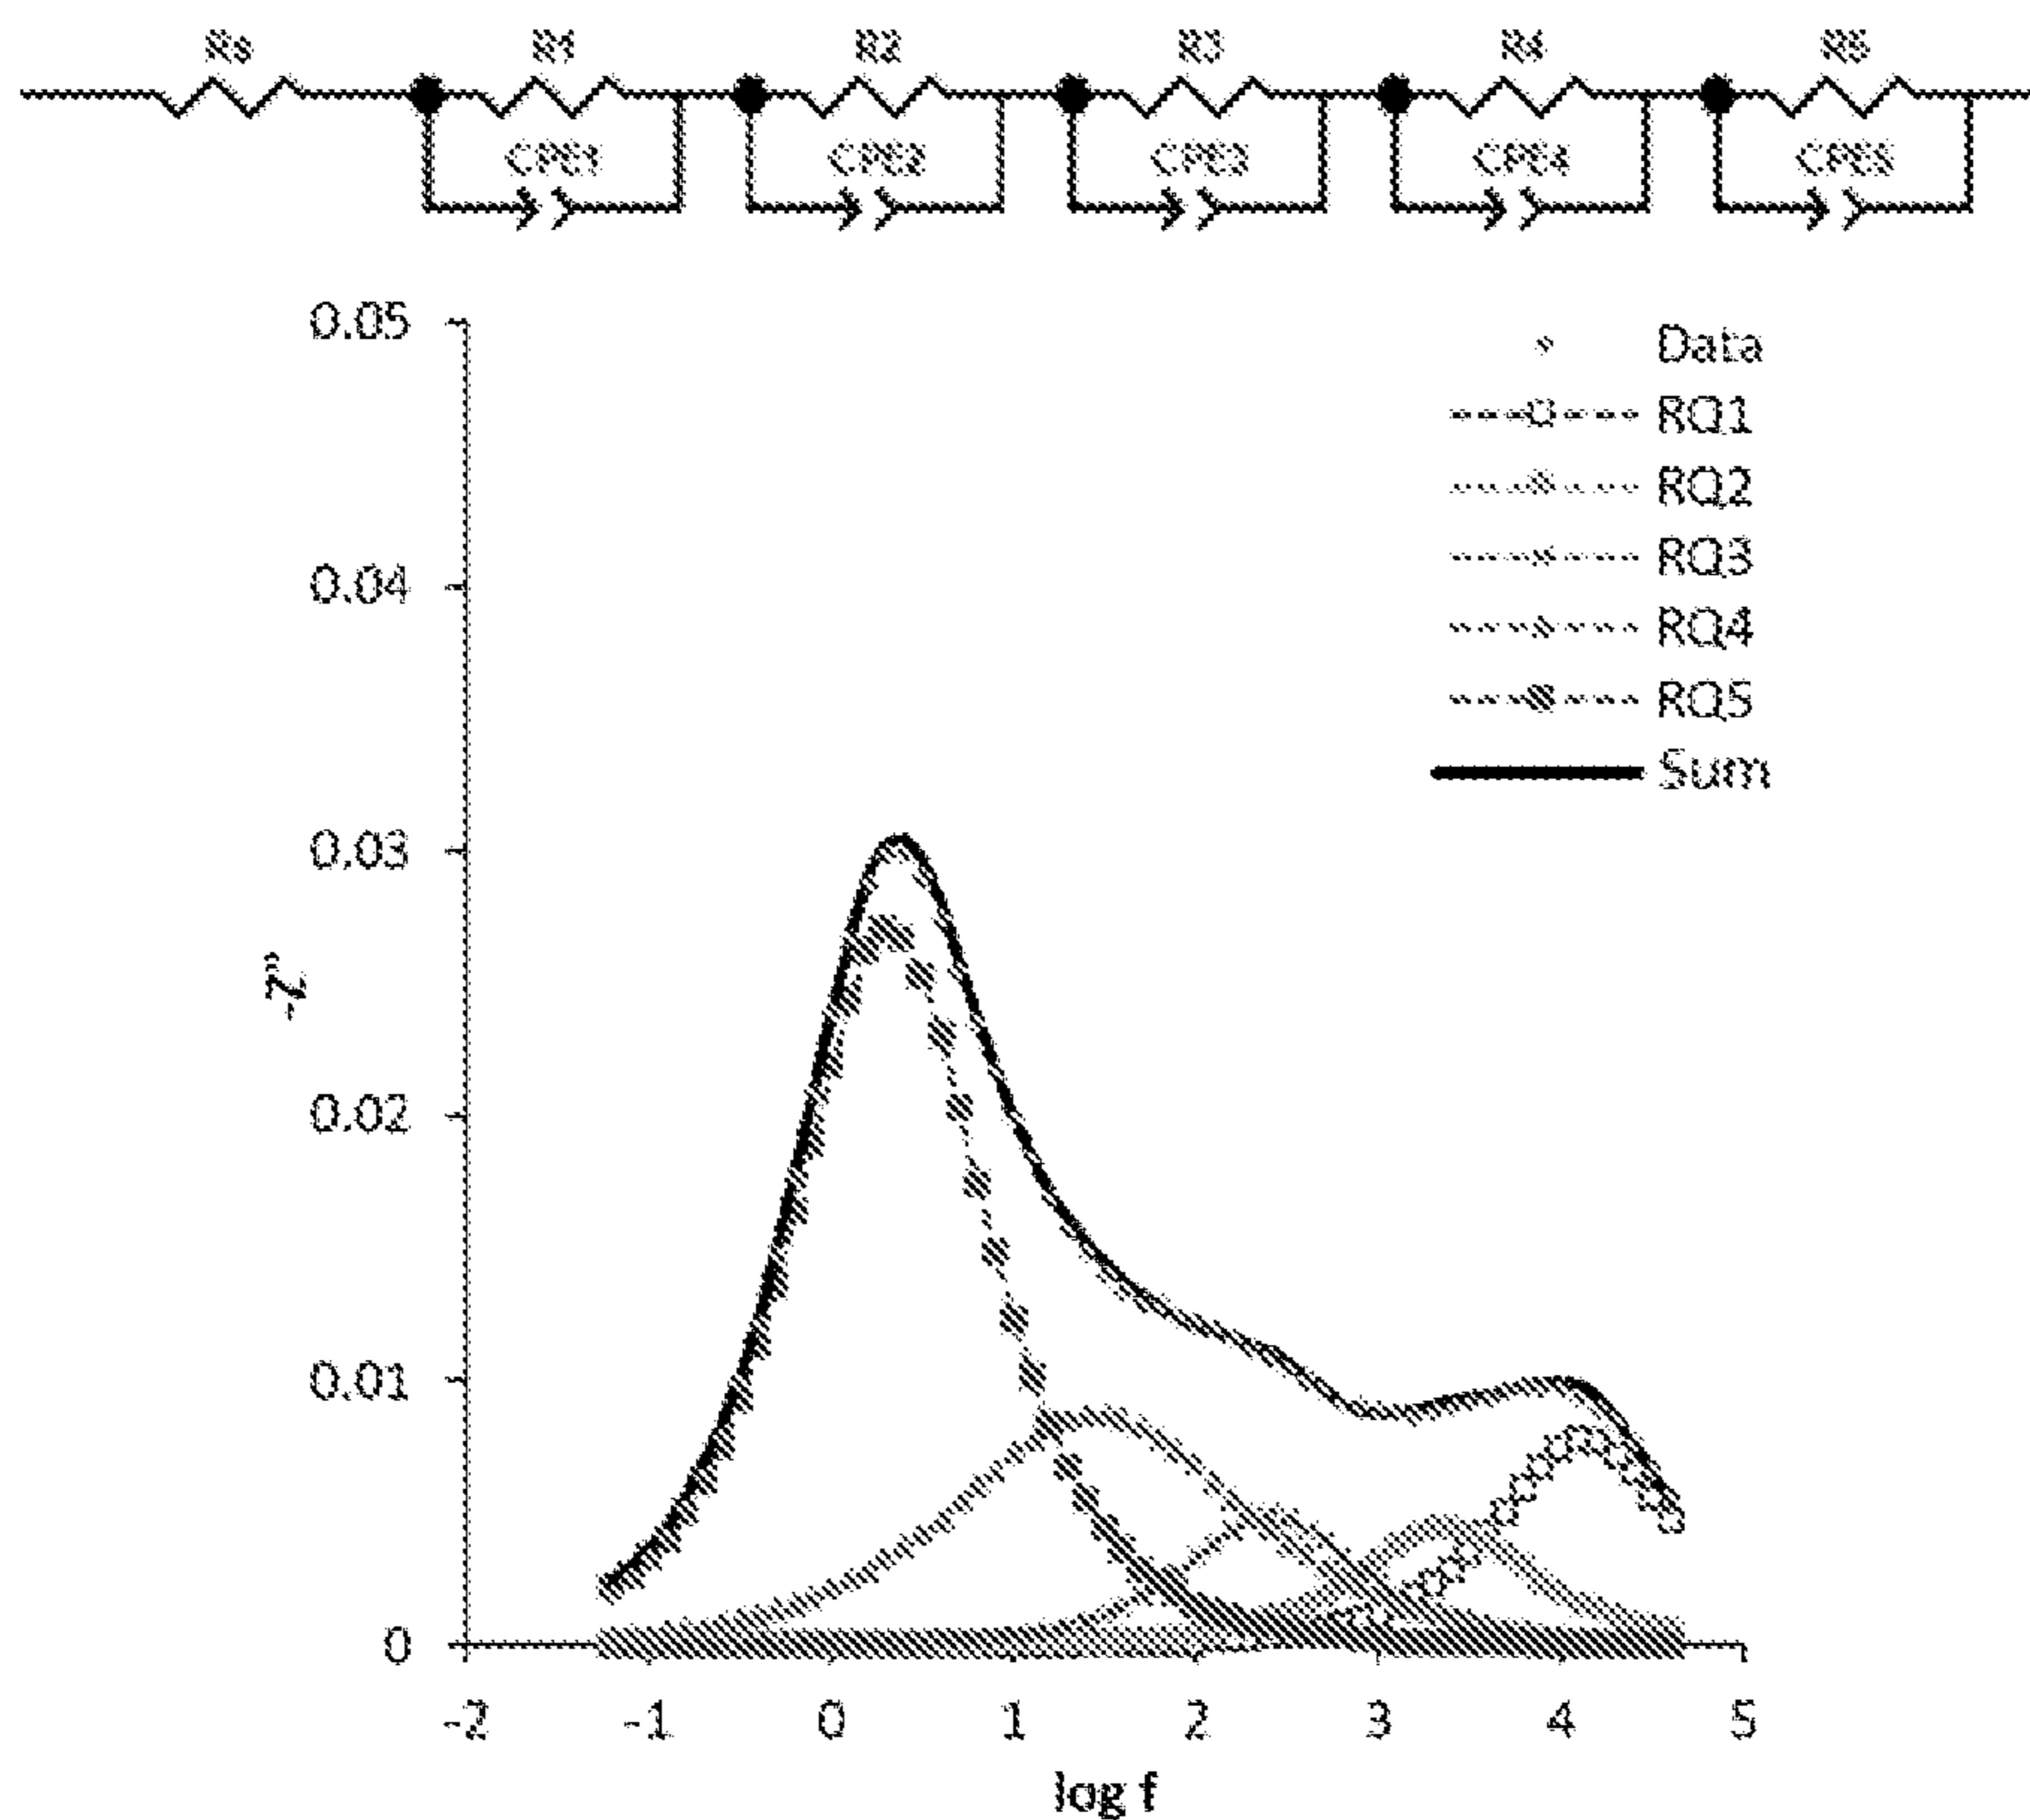 Rs R1 R2 R3 R4 R5
CPE1 CPE2 CPE3 CPE4 CPE5
0.05
0.04
0.03
0.02
0.01
0
Data
RQ1
RQ2
RQ3
RQ4
RQ5
Sum
-2 -1 0 1 2 3 4 5
log f